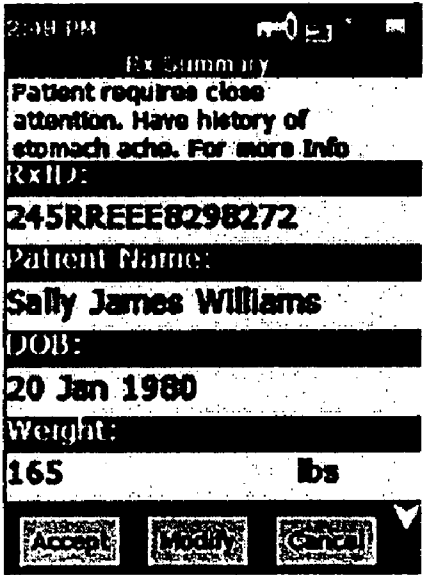 2:49 PM
Rx Summary
Patient requires close
attention. Have history of
stomach ache. For more Info
RxID:
245RREEE8298272
Patient Name:
Sally James Williams
DOB:
20 Jan 1980
Weight:
165 lbs
Accept Modify Cancel